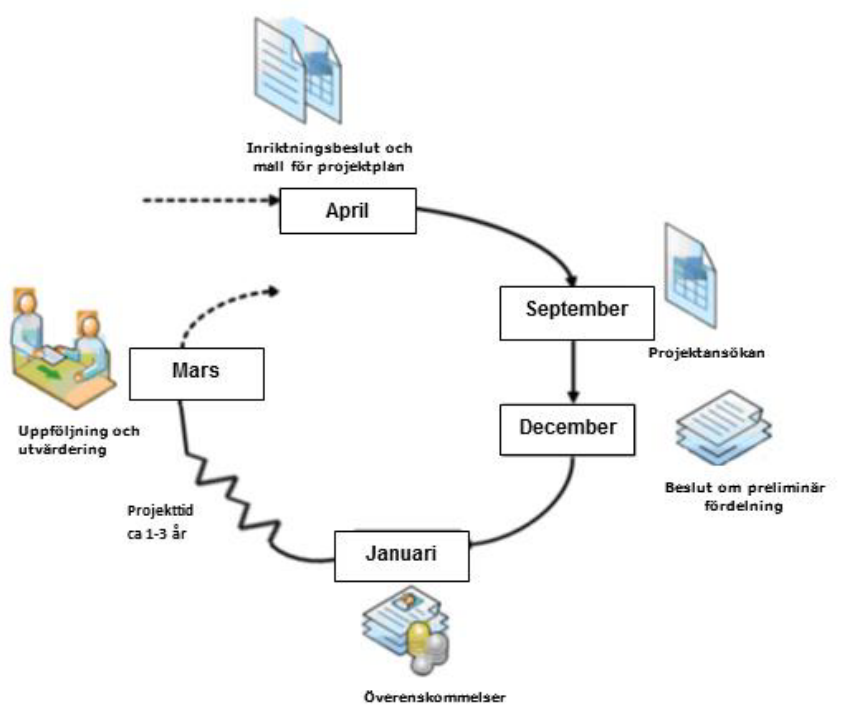 Inriktningsbeslut och
mall för projektplan
April
September
Projektansökan
December
Beslut om preliminär
fördelning
Januari
Överenskommelser
Projekttid
ca 1-3 år
Mars
Uppföljning och
utvärdering